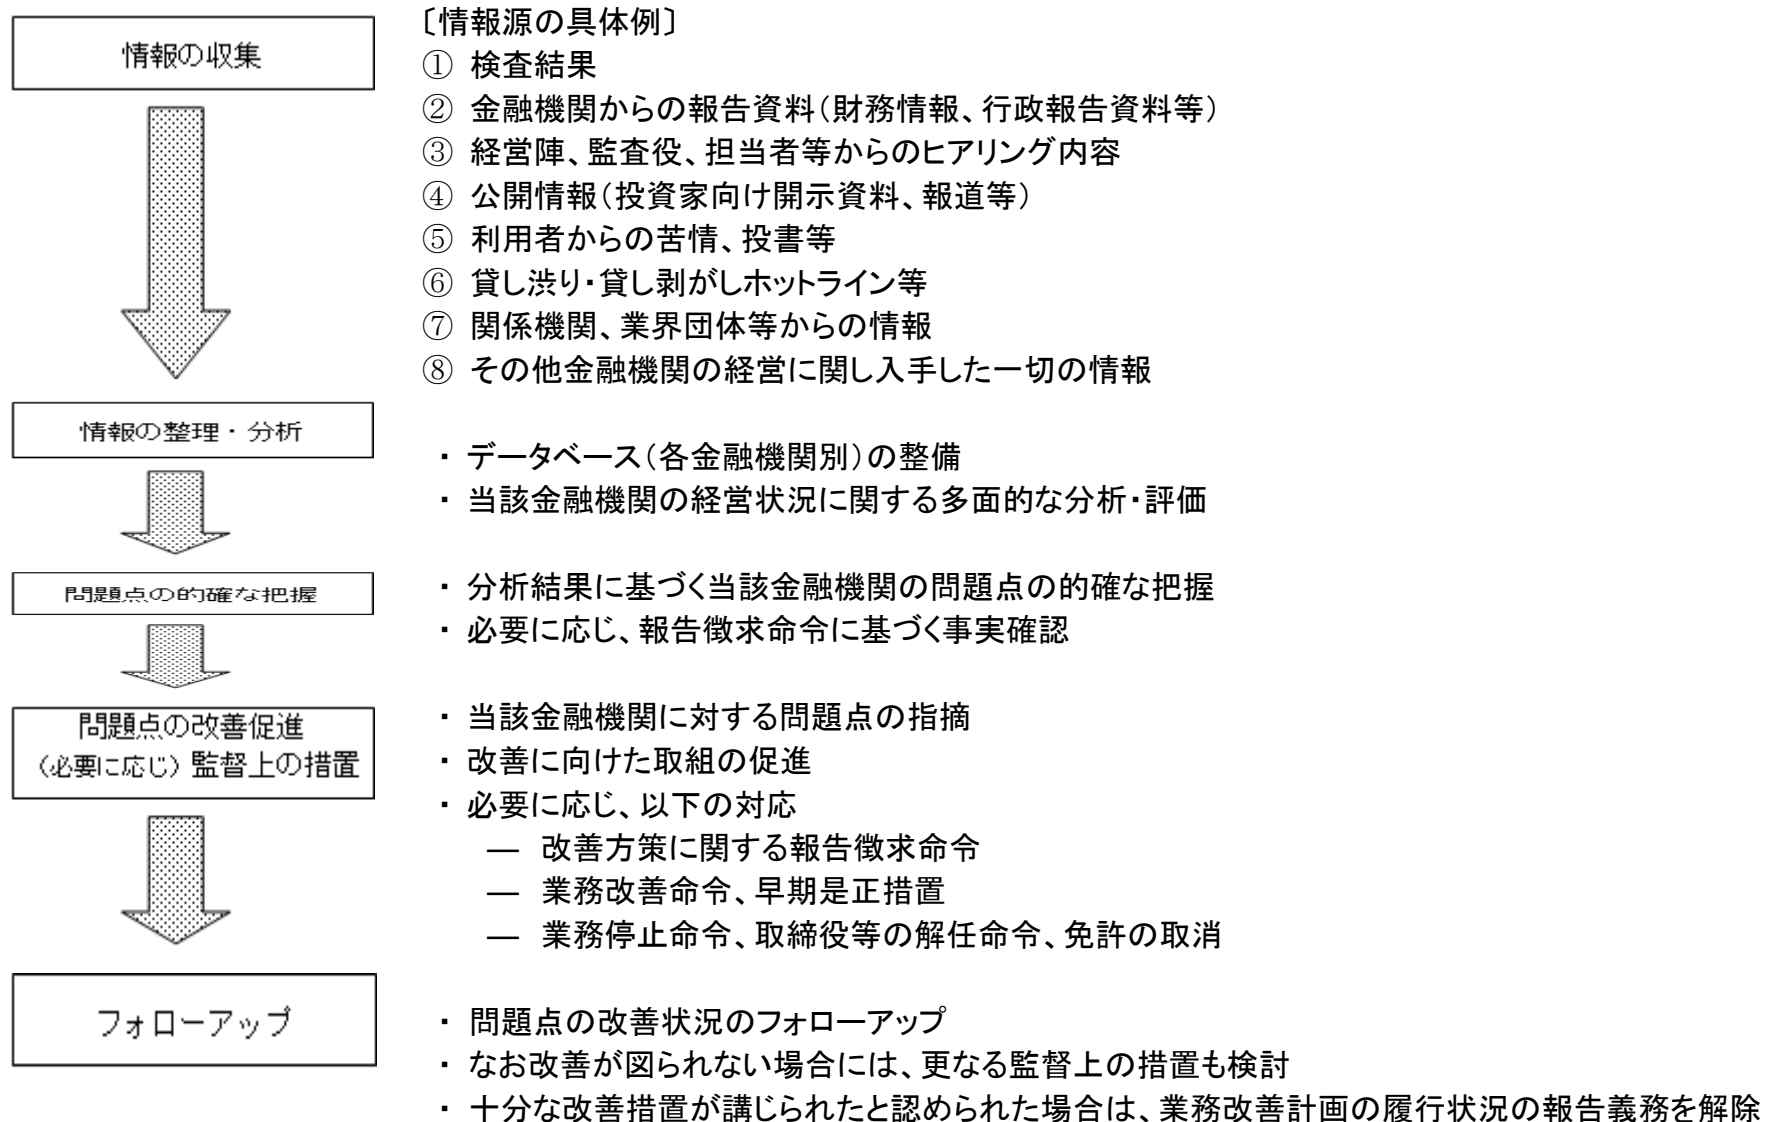 情報の収集
〔情報源の具体例〕
① 検査結果
② 金融機関からの報告資料（財務情報、行政報告資料等）
③ 経営陣、監査役、担当者等からのヒアリング内容
④ 公開情報（投資家向け開示資料、報道等）
⑤ 利用者からの苦情、投書等
⑥ 貸し渋り・貸し剥がしホットライン等
⑦ 関係機関、業界団体等からの情報
⑧ その他金融機関の経営に関し入手した一切の情報
情報の整理・分析
・ データベース（各金融機関別）の整備
・ 当該金融機関の経営状況に関する多面的な分析・評価
問題点の的確な把握
・ 分析結果に基づく当該金融機関の問題点の的確な把握
・ 必要に応じ、報告徴求命令に基づく事実確認
問題点の改善促進
（必要に応じ）監督上の措置
・ 当該金融機関に対する問題点の指摘
・ 改善に向けた取組の促進
・ 必要に応じ、以下の対応
― 改善方策に関する報告徴求命令
― 業務改善命令、早期是正措置
― 業務停止命令、取締役等の解任命令、免許の取消
フォローアップ
・ 問題点の改善状況のフォローアップ
・ なお改善が図られない場合には、更なる監督上の措置も検討
・ 十分な改善措置が講じられたと認められた場合は、業務改善計画の履行状況の報告義務を解除